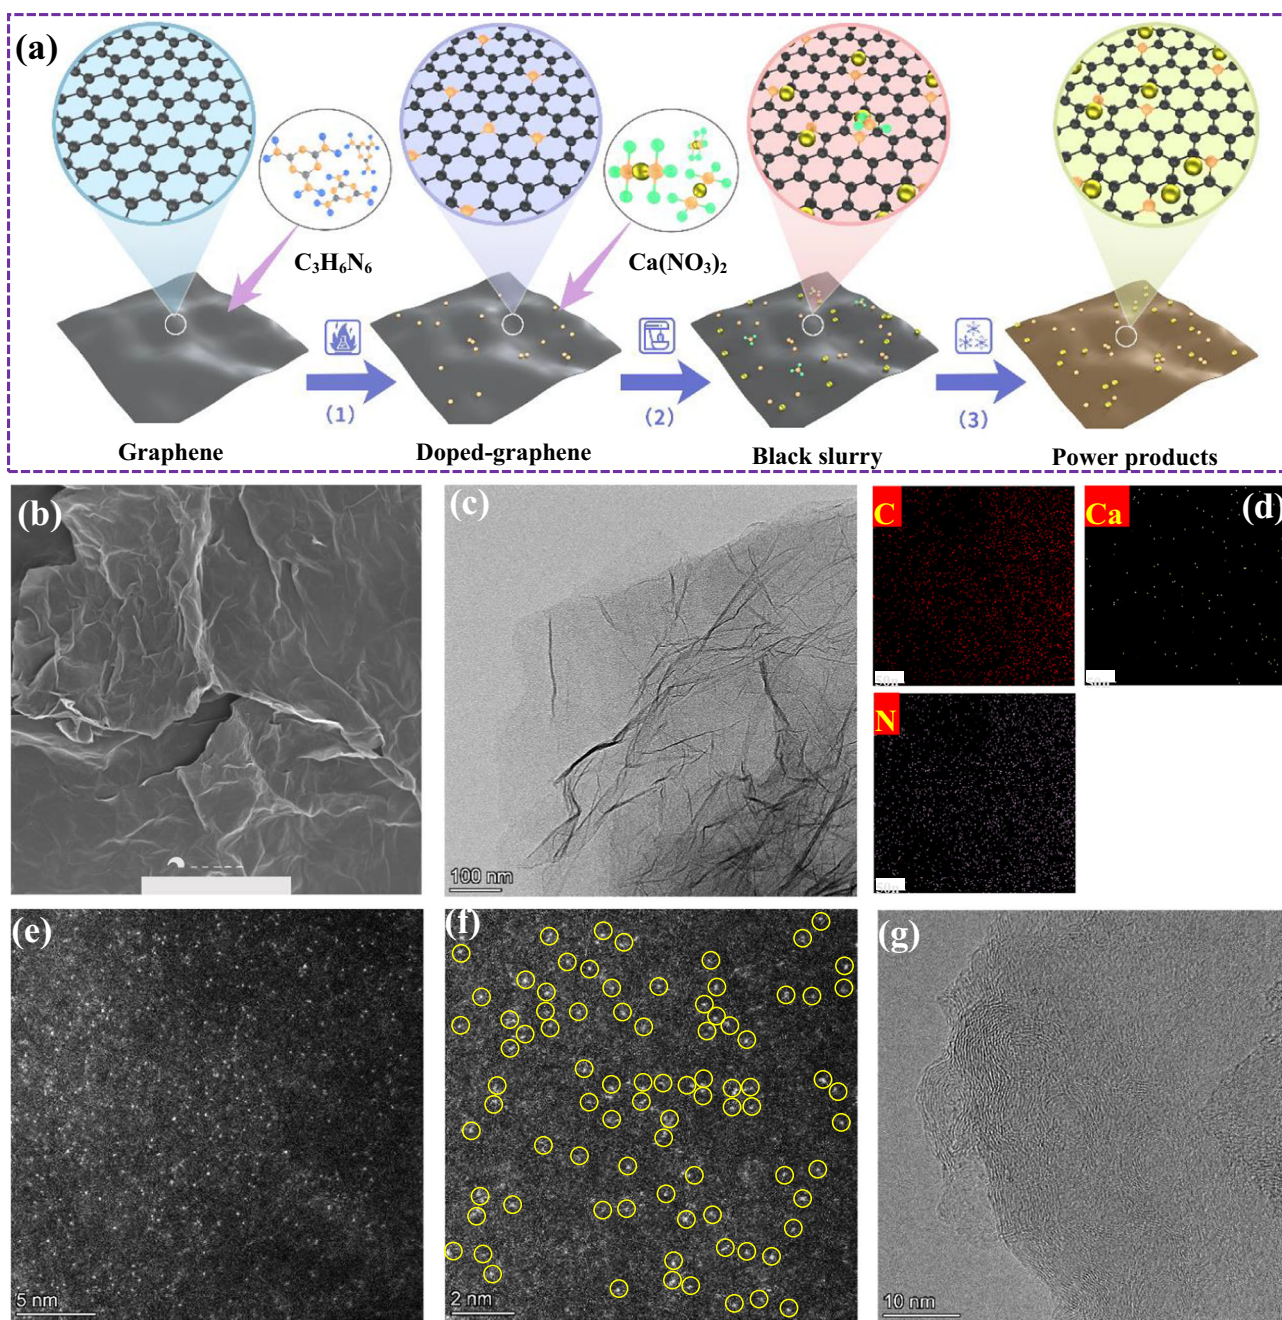 (a)
C₃H₆N₆
Ca(NO₃)₂
(1)
(2)
(3)
Graphene
Doped-graphene
Black slurry
Power products
(b)
(c)
C
Ca
(d)
N
100 nm
(e)
(f)
(g)
5 nm
2 nm
10 nm